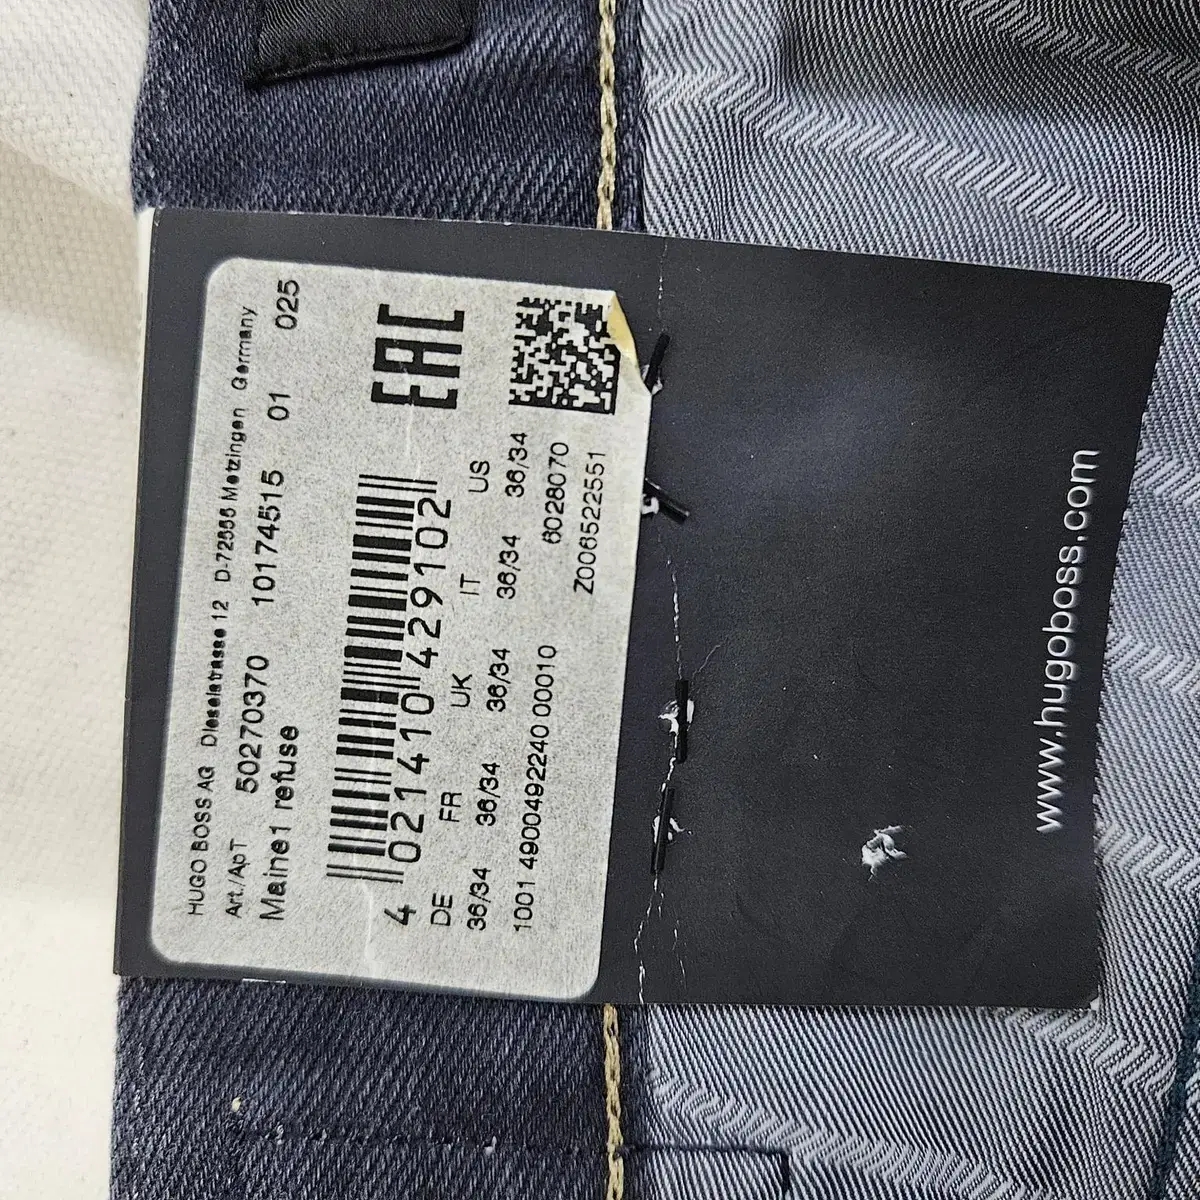 HUGO BOSS AG Dieselstrasse 12 D-72555 Metzingen Germany
Art./Арт 50270370 10174515 01 025
Maine1 refuse
EAC
4 021410 429102
DE FR UK IT US
36/34 36/34 36/34 36/34 36/34
1001 4900492240 00010 6028070
Z006522551
www.hugoboss.com